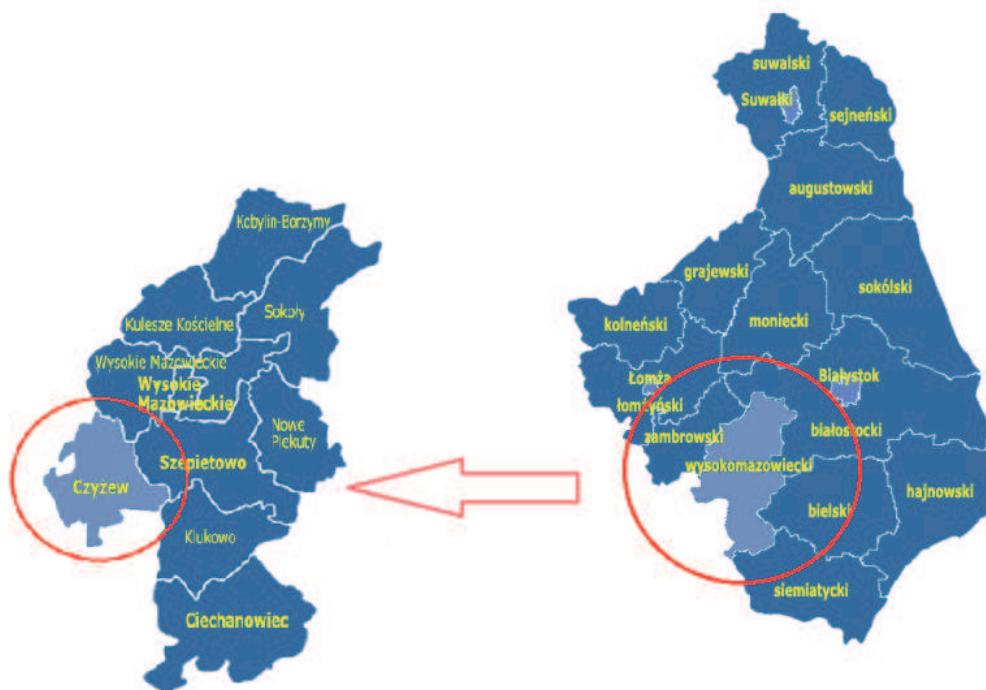 Kobylin-Borzymy
Sokoły
Kulesze Kościelne
Wysokie Mazowieckie
Wysokie
Mazowieckie
Nowe
Piekuty
Szepietowo
Czyżew
Klukowo
Ciechanowiec
suwalski
Suwałki
sejneński
augustowski
grajewski
sokólski
kolneński
moniecki
Łomża
Białystok
łomżyński
zambrowski
białostocki
wysokomazowiecki
hajnowski
bielski
siemiatycki